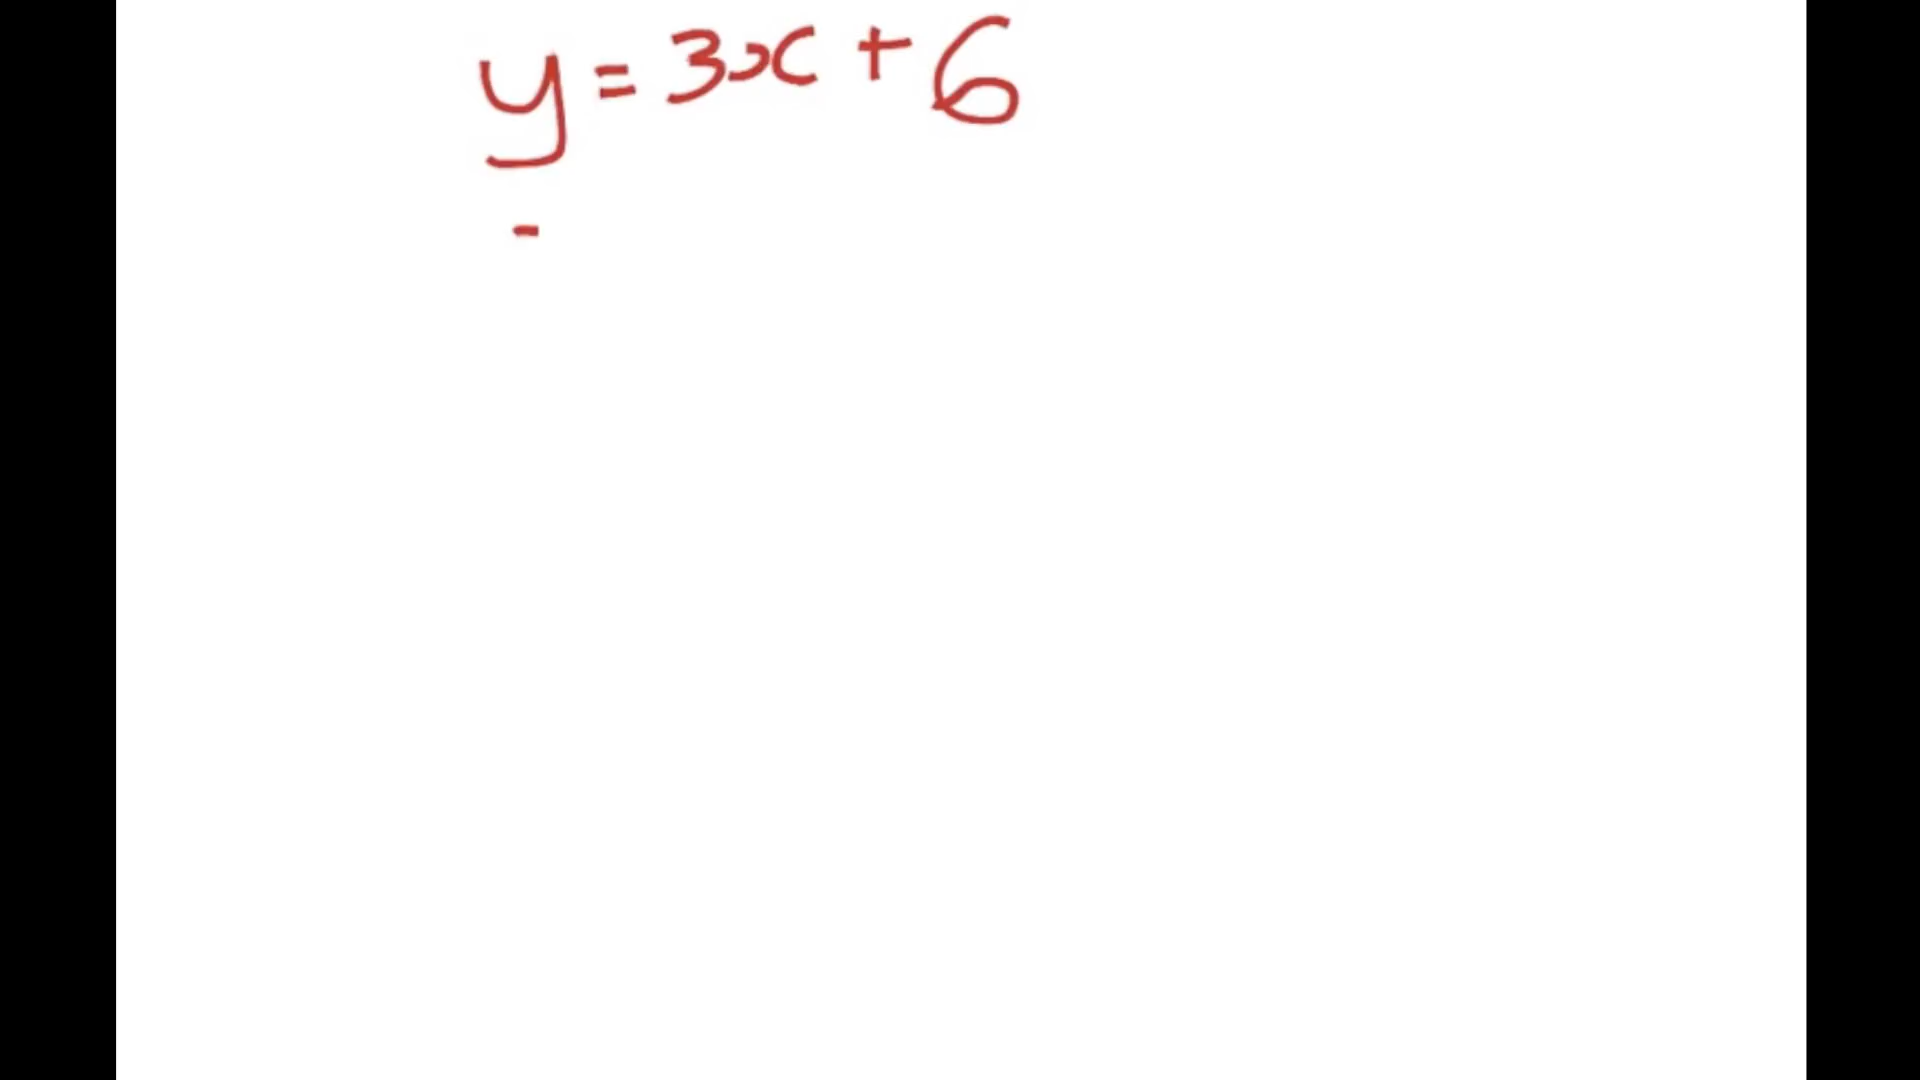 y = 3x + 6
-